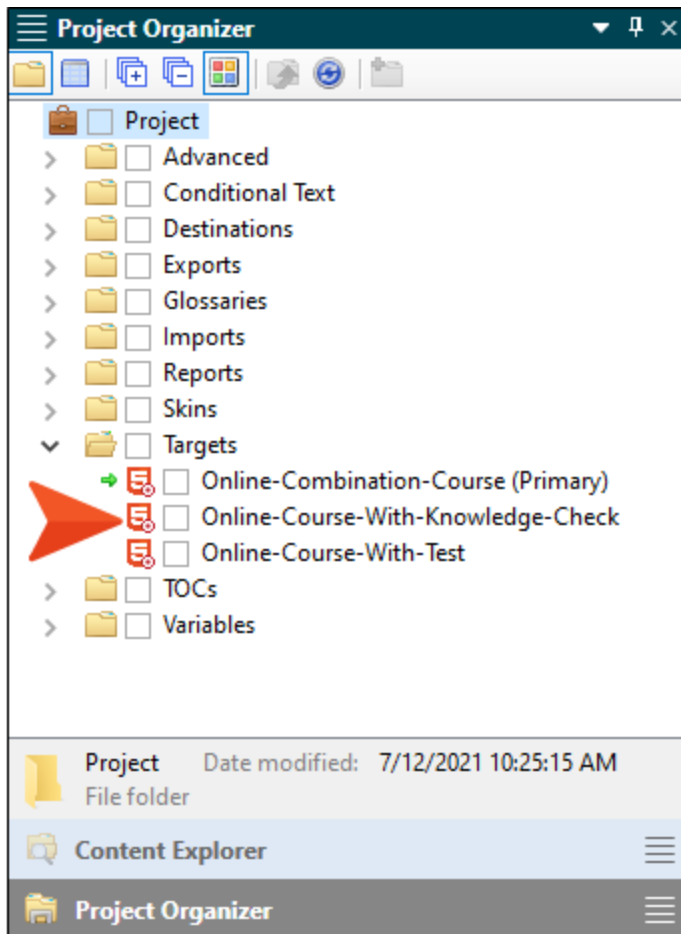 Project Organizer
Project
Advanced
Conditional Text
Destinations
Exports
Glossaries
Imports
Reports
Skins
Targets
Online-Combination-Course (Primary)
Online-Course-With-Knowledge-Check
Online-Course-With-Test
TOCs
Variables
Project Date modified: 7/12/2021 10:25:15 AM
File folder
Content Explorer
Project Organizer